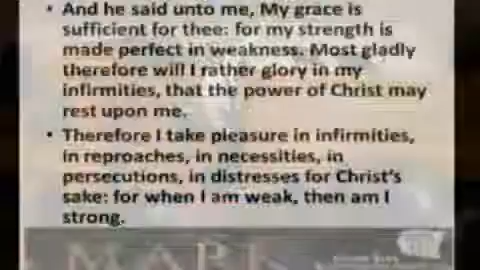 • And he said unto me, My grace is
sufficient for thee: for my strength is
made perfect in weakness. Most gladly
therefore will I rather glory in my
infirmities, that the power of Christ may
rest upon me.
• Therefore I take pleasure in infirmities,
in reproaches, in necessities, in
persecutions, in distresses for Christ's
sake: for when I am weak, then am I
strong.
MARK